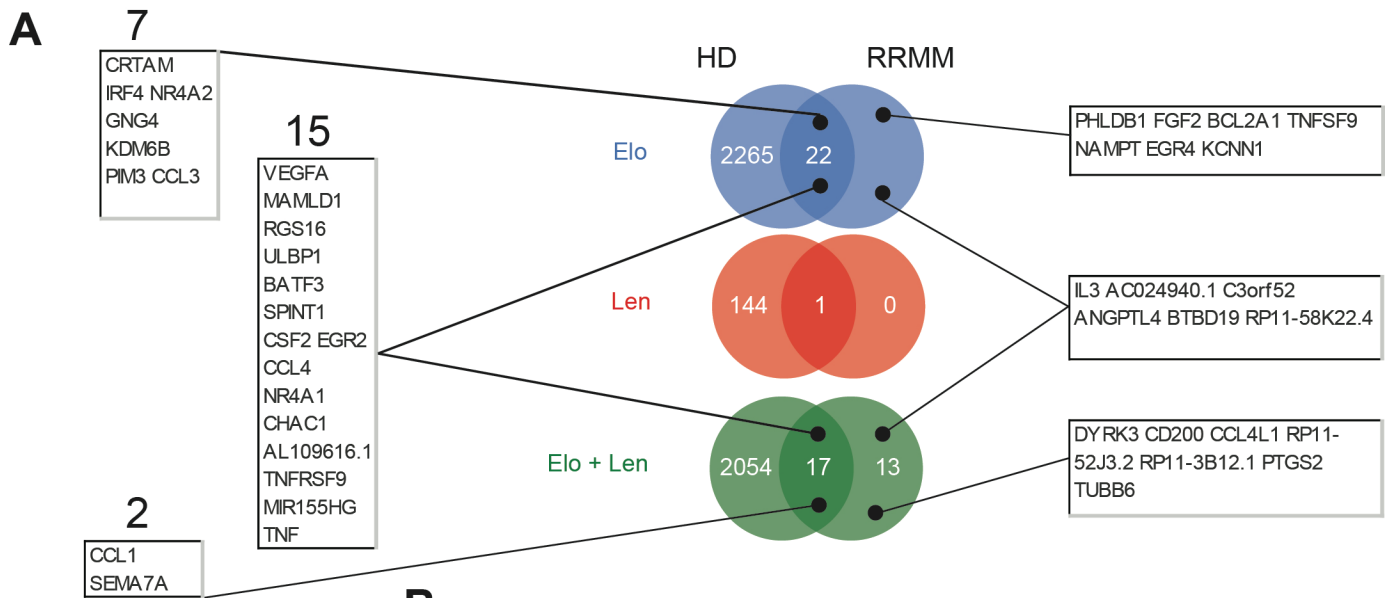 A
7
CRTAM
IRF4 NR4A2
GNG4
KDM6B
PIM3 CCL3
15
VEGFA
MAMLD1
RGS16
ULBP1
BATF3
SPINT1
CSF2 EGR2
CCL4
NR4A1
CHAC1
AL109616.1
TNFRSF9
MIR155HG
TNF
2
CCL1
SEMA7A
HD RRMM
Elo
2265 22
Len
144 1 0
Elo + Len
2054 17 13
PHLDB1 FGF2 BCL2A1 TNFSF9
NAMPT EGR4 KCNN1
IL3 AC024940.1 C3orf52
ANGPTL4 BTBD19 RP11-58K22.4
DYRK3 CD200 CCL4L1 RP11-
52J3.2 RP11-3B12.1 PTGS2
TUBB6